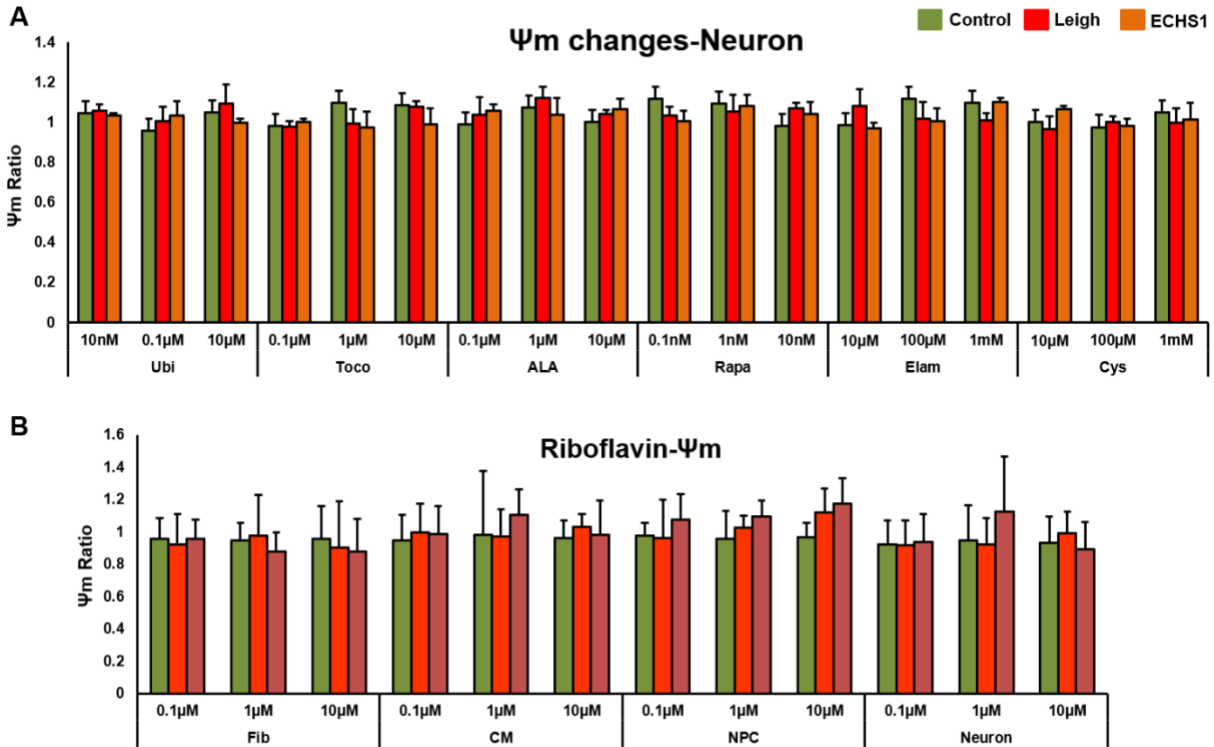 A
Control Leigh ECHS1
Ψm changes-Neuron
Ψm Ratio
1.4
1.2
1
0.8
0.6
0.4
0.2
0
10nM 0.1µM 10µM 0.1µM 1µM 10µM 0.1µM 1µM 10µM 0.1nM 1nM 10nM 10µM 100µM 1mM 10µM 100µM 1mM
Ubi Toco ALA Rapa Elam Cys
B
Riboflavin-Ψm
Ψm Ratio
1.6
1.4
1.2
1
0.8
0.6
0.4
0.2
0
0.1µM 1µM 10µM 0.1µM 1µM 10µM 0.1µM 1µM 10µM 0.1µM 1µM 10µM
Fib CM NPC Neuron